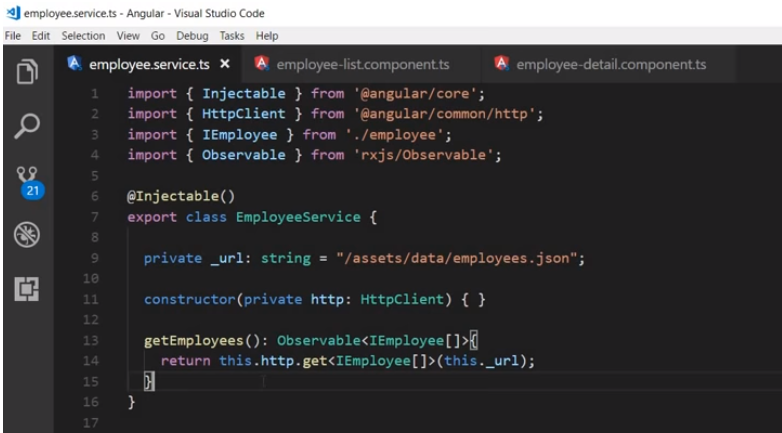 employee.service.ts - Angular - Visual Studio Code
File Edit Selection View Go Debug Tasks Help
employee.service.ts × employee-list.component.ts employee-detail.component.ts
1 import { Injectable } from '@angular/core';
2 import { HttpClient } from '@angular/common/http';
3 import { IEmployee } from './employee';
4 import { Observable } from 'rxjs/Observable';
5
21
6 @Injectable()
7 export class EmployeeService {
8
9 private _url: string = "/assets/data/employees.json";
10
11 constructor(private http: HttpClient) { }
12
13 getEmployees(): Observable<IEmployee[]>{
14 return this.http.get<IEmployee[]>(this._url);
15 }
16 }
17